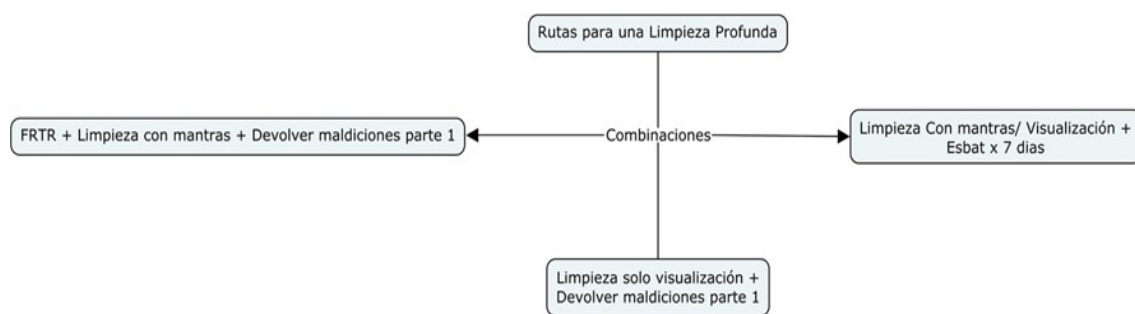 Rutas para una Limpieza Profunda
FRTR + Limpieza con mantras + Devolver maldiciones parte 1
Combinaciones
Limpieza Con mantras/ Visualización +
Esbat x 7 dias
Limpieza solo visualización +
Devolver maldiciones parte 1